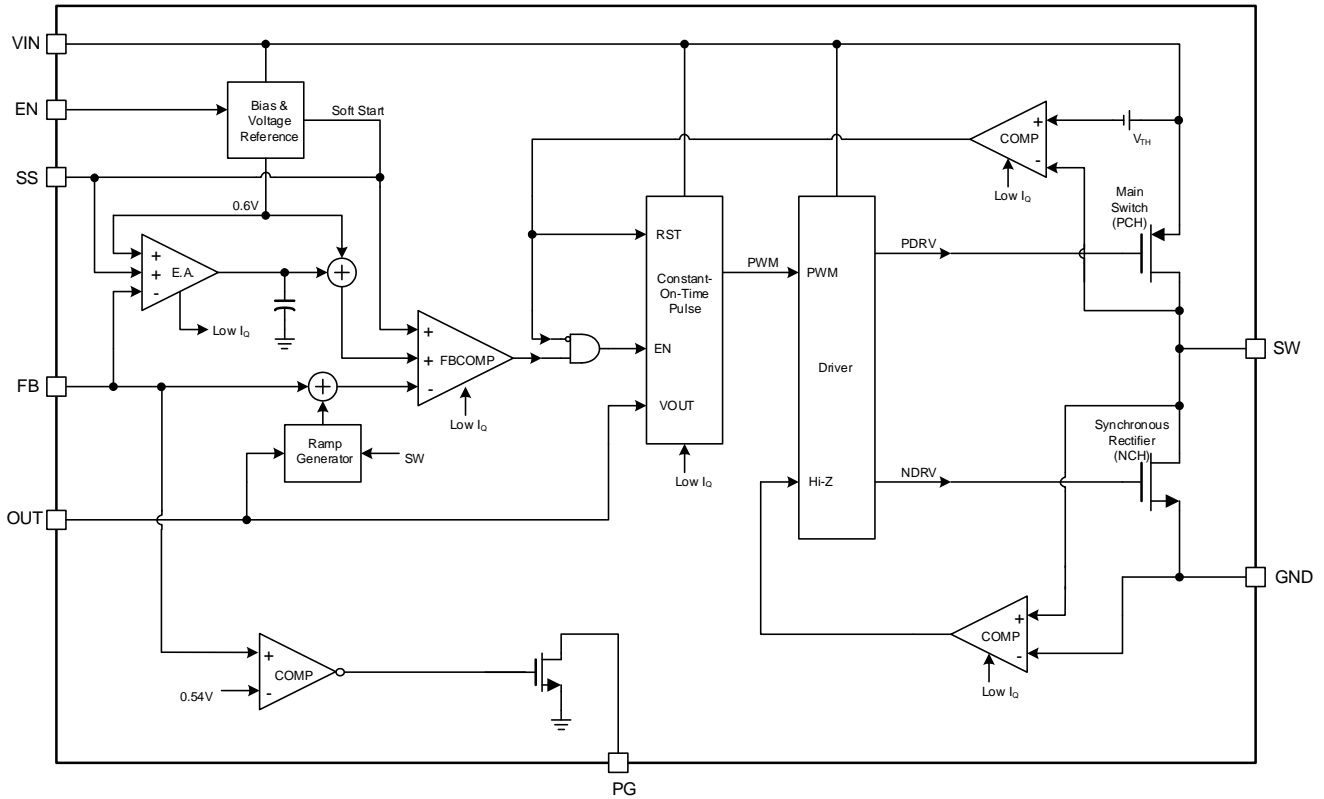 VIN
EN
SS
FB
OUT
Bias &
Voltage
Reference
Soft Start
0.6V
+
+
-
E.A.
Low IQ
+
+
Ramp
Generator
SW
+
+
-
FBCOMP
Low IQ
RST
Constant-
On-Time
Pulse
EN
VOUT
Low IQ
PWM
PWM
Driver
Hi-Z
PDRV
NDRV
COMP
+
-
Low IQ
VTH
Main
Switch
(PCH)
Synchronous
Rectifier
(NCH)
SW
GND
COMP
+
-
Low IQ
0.54V
+
-
COMP
PG